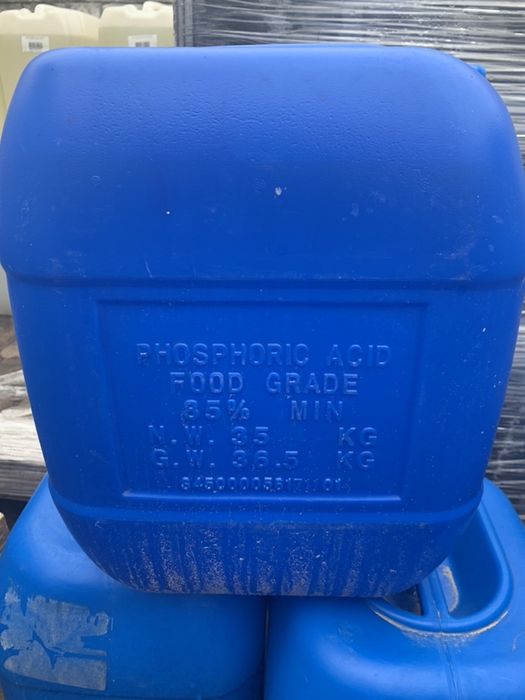 PHOSPHORIC ACID
FOOD GRADE
85% MIN
N.W. 35 KG
G.W. 36.5 KG